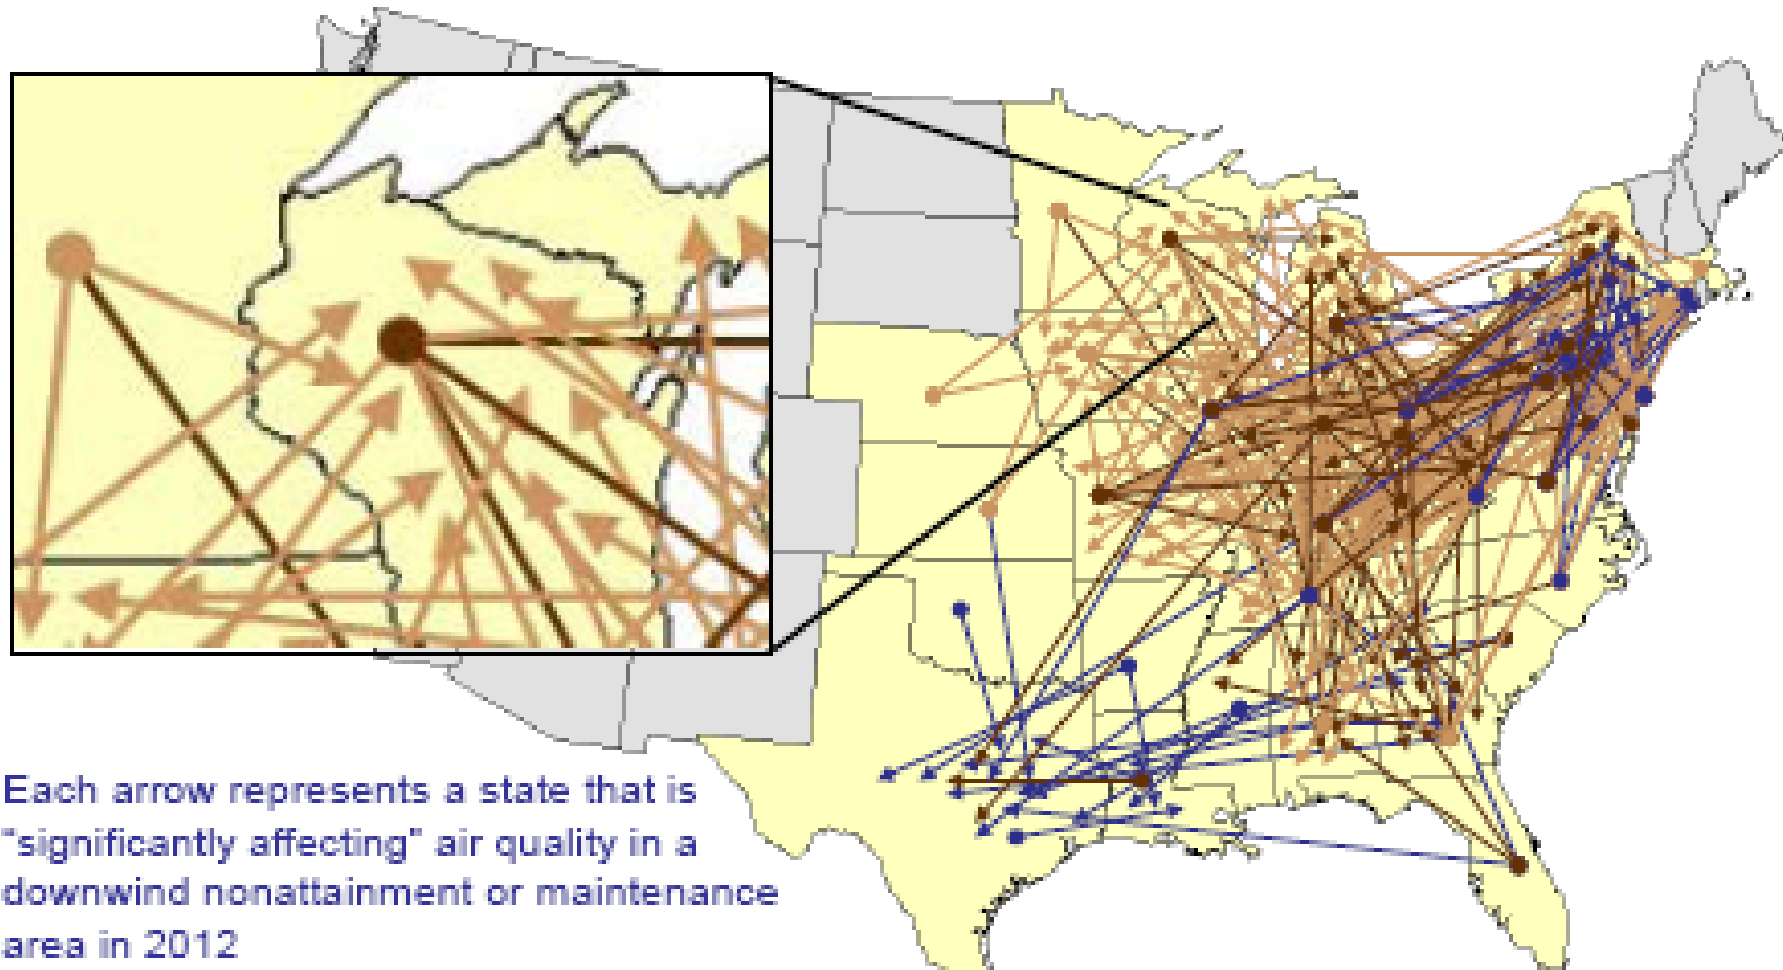 Each arrow represents a state that is
"significantly affecting" air quality in a
downwind nonattainment or maintenance
area in 2012